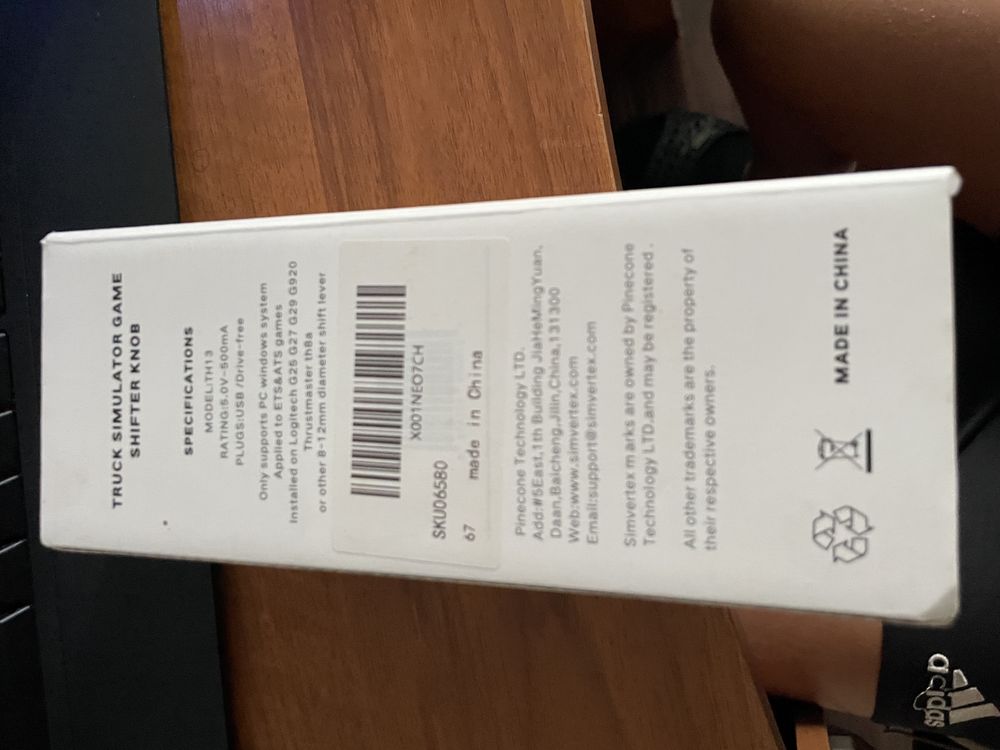 TRUCK SIMULATOR GAME
SHIFTER KNOB
SPECIFICATIONS
MODEL:TH13
RATING:5.0V-500mA
PLUGS:USB /Drive-free
Only supports PC windows system
Applied to ETS&ATS games
Installed on Logitech G25 G27 G29 G920
Thrustmaster th8a
or other 8-12mm diameter shift lever
X001NEO7CH
SKU06580
67 made in China
Pinecone Technology LTD.
Add:#5East,1th Building JiaHeMingYuan,
Daan,Baicheng,Jilin,China,131300
Web:www.simvertex.com
Email:support@simvertex.com
Simvertex marks are owned by Pinecone
Technology LTD.and may be registered.
All other trademarks are the property of
their respective owners.
MADE IN CHINA
adidas